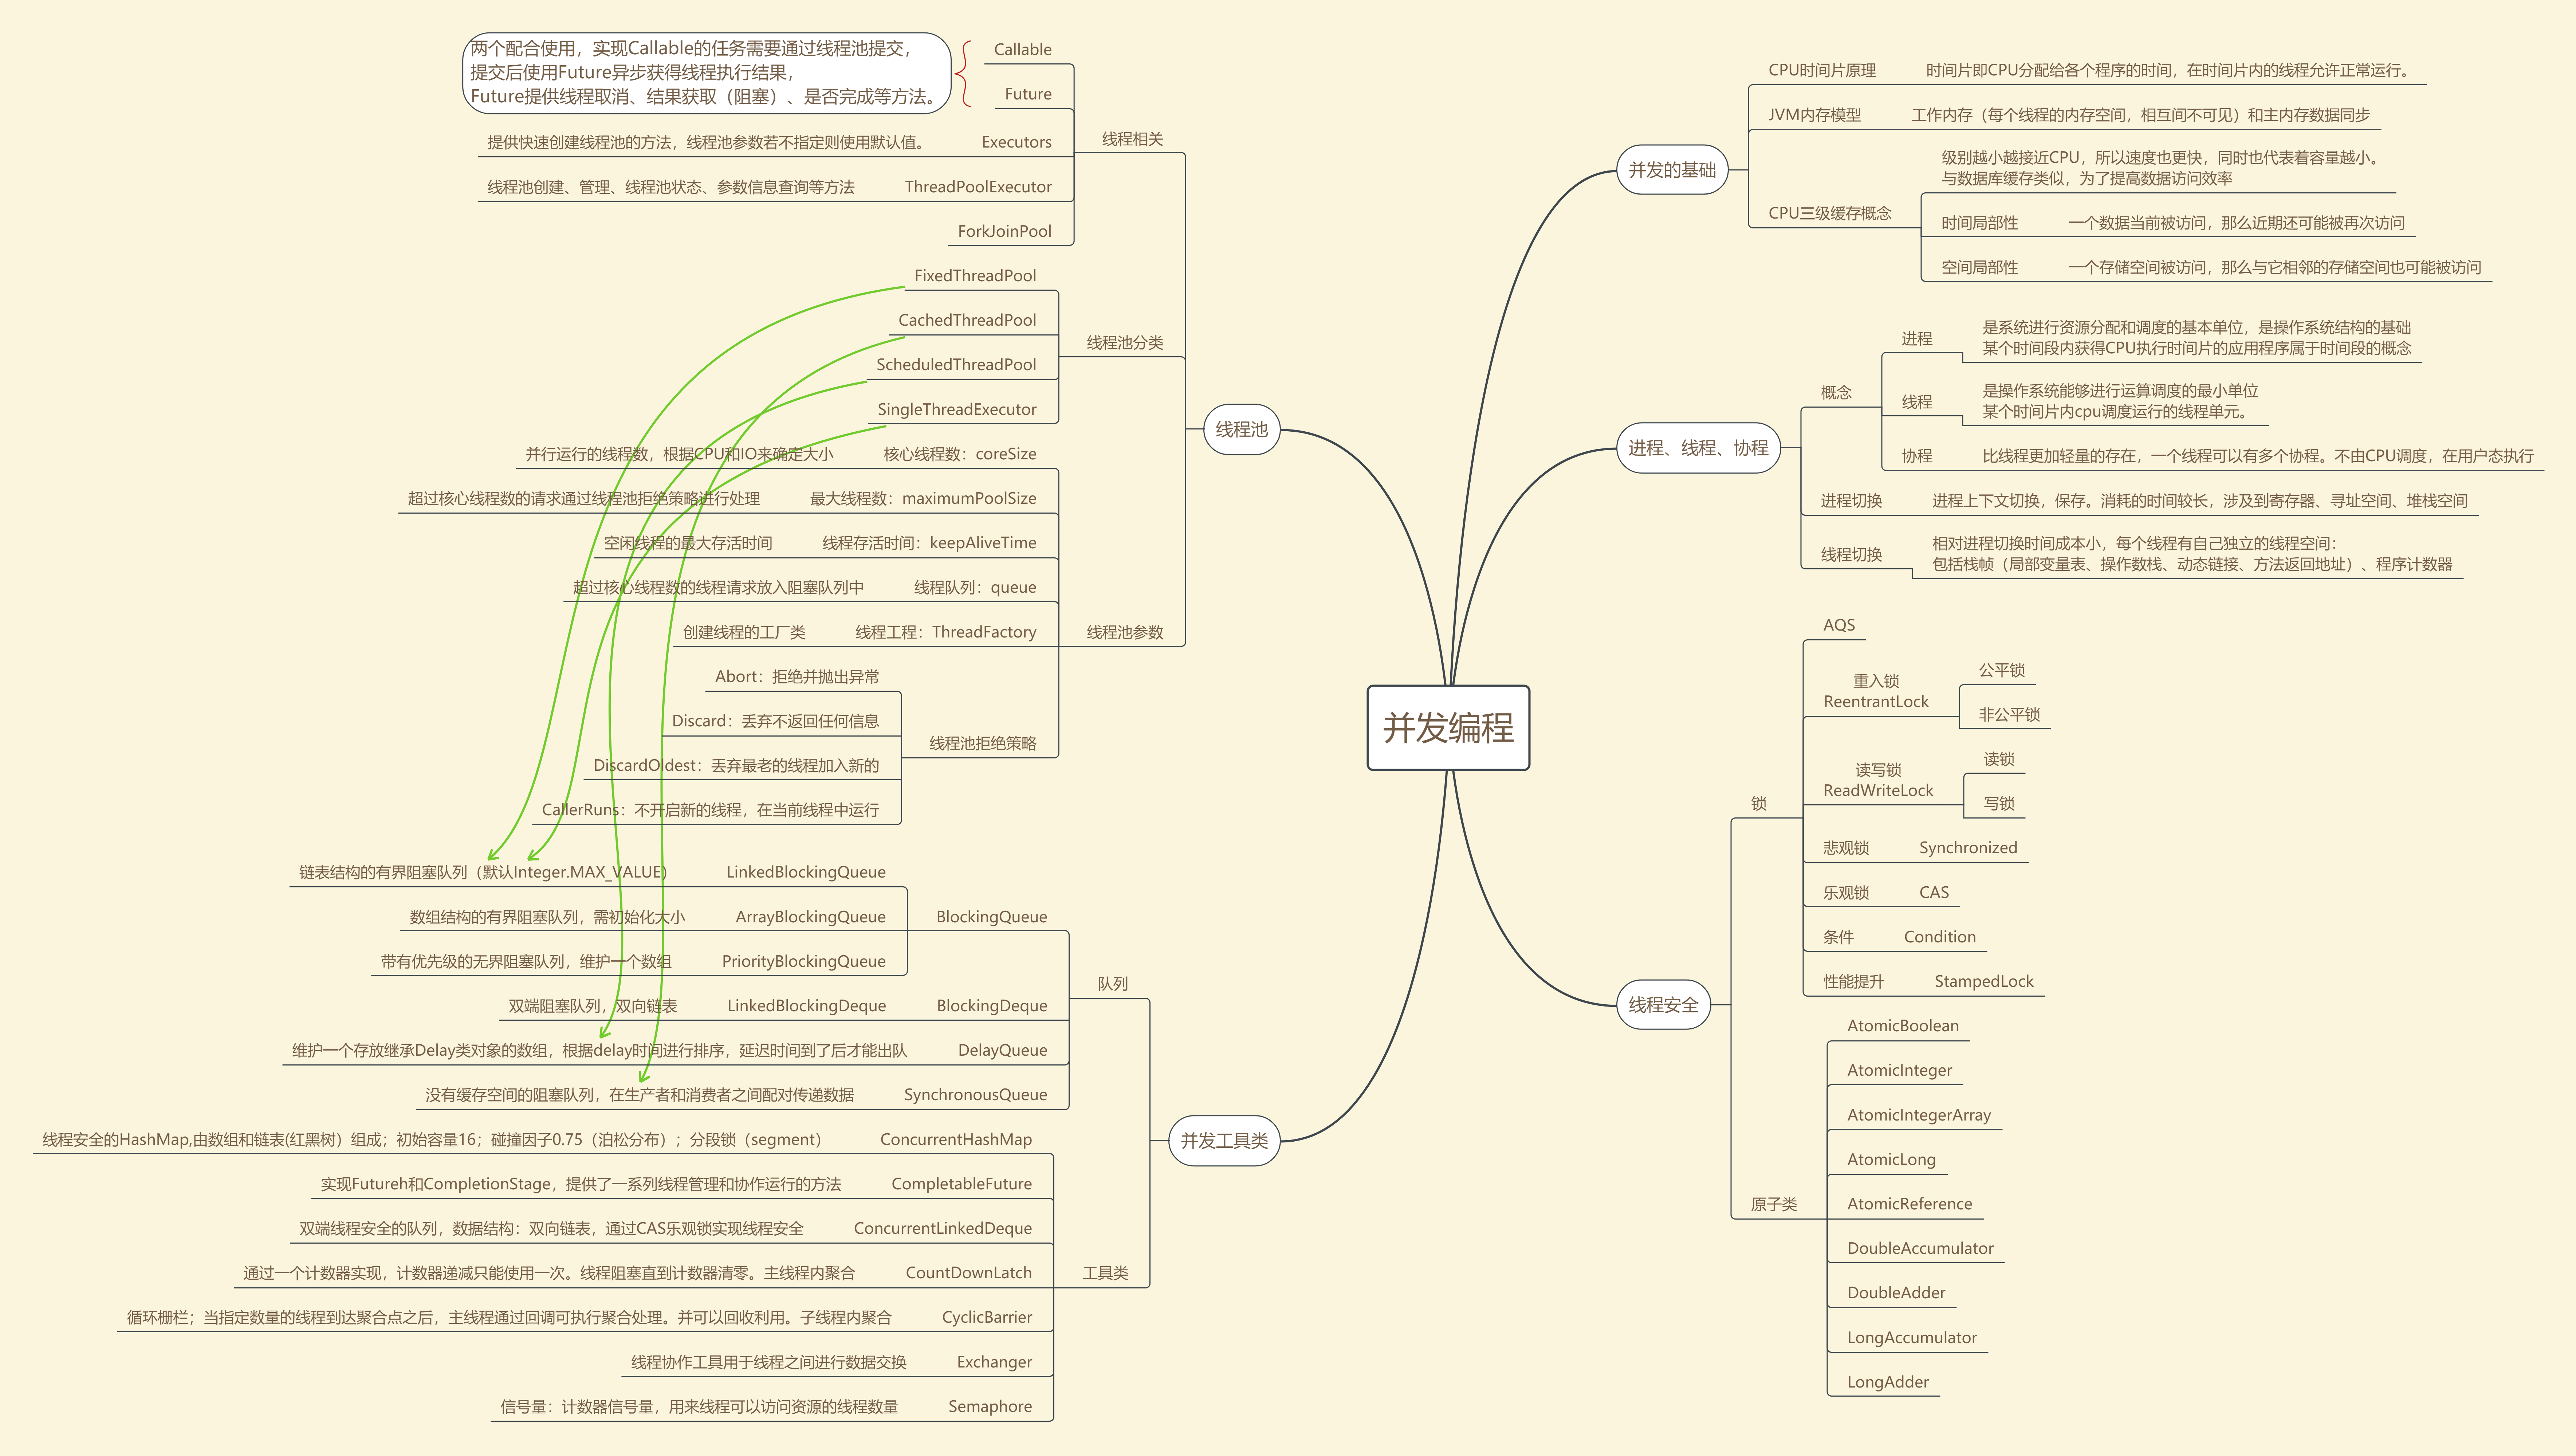 并发编程
并发的基础
CPU时间片原理
时间片即CPU分配给各个程序的时间，在时间片内的线程允许正常运行。
JVM内存模型
工作内存（每个线程的内存空间，相互间不可见）和主内存数据同步
CPU三级缓存概念
级别越小越接近CPU，所以速度也更快，同时也代表着容量越小。
与数据库缓存类似，为了提高数据访问效率
时间局部性
一个数据当前被访问，那么近期还可能被再次访问
空间局部性
一个存储空间被访问，那么与它相邻的存储空间也可能被访问
进程、线程、协程
概念
进程
是系统进行资源分配和调度的基本单位，是操作系统结构的基础
某个时间段内获得CPU执行时间片的应用程序属于时间段的概念
线程
是操作系统能够进行运算调度的最小单位
某个时间片内cpu调度运行的线程单元。
协程
比线程更加轻量的存在，一个线程可以有多个协程。不由CPU调度，在用户态执行
进程切换
进程上下文切换，保存。消耗的时间较长，涉及到寄存器、寻址空间、堆栈空间
线程切换
相对进程切换时间成本小，每个线程有自己独立的线程空间：
包括栈帧（局部变量表、操作数栈、动态链接、方法返回地址）、程序计数器
线程安全
锁
AQS
重入锁
ReentrantLock
公平锁
非公平锁
读写锁
ReadWriteLock
读锁
写锁
悲观锁
Synchronized
乐观锁
CAS
条件
Condition
性能提升
StampedLock
原子类
AtomicBoolean
AtomicInteger
AtomicIntegerArray
AtomicLong
AtomicReference
DoubleAccumulator
DoubleAdder
LongAccumulator
LongAdder
线程池
线程相关
Callable
Future
两个配合使用，实现Callable的任务需要通过线程池提交，
提交后使用Future异步获得线程执行结果，
Future提供线程取消、结果获取（阻塞）、是否完成等方法。
Executors
提供快速创建线程池的方法，线程池参数若不指定则使用默认值。
ThreadPoolExecutor
线程池创建、管理、线程池状态、参数信息查询等方法
ForkJoinPool
线程池分类
FixedThreadPool
CachedThreadPool
ScheduledThreadPool
SingleThreadExecutor
线程池参数
核心线程数：coreSize
并行运行的线程数，根据CPU和IO来确定大小
最大线程数：maximumPoolSize
超过核心线程数的请求通过线程池拒绝策略进行处理
线程存活时间：keepAliveTime
空闲线程的最大存活时间
线程队列：queue
超过核心线程数的线程请求放入阻塞队列中
线程工程：ThreadFactory
创建线程的工厂类
线程池拒绝策略
Abort：拒绝并抛出异常
Discard：丢弃不返回任何信息
DiscardOldest：丢弃最老的线程加入新的
CallerRuns：不开启新的线程，在当前线程中运行
并发工具类
队列
BlockingQueue
LinkedBlockingQueue
链表结构的有界阻塞队列（默认Integer.MAX_VALUE）
ArrayBlockingQueue
数组结构的有界阻塞队列，需初始化大小
PriorityBlockingQueue
带有优先级的无界阻塞队列，维护一个数组
BlockingDeque
LinkedBlockingDeque
双端阻塞队列，双向链表
DelayQueue
维护一个存放继承Delay类对象的数组，根据delay时间进行排序，延迟时间到了后才能出队
SynchronousQueue
没有缓存空间的阻塞队列，在生产者和消费者之间配对传递数据
工具类
ConcurrentHashMap
线程安全的HashMap,由数组和链表(红黑树）组成；初始容量16；碰撞因子0.75（泊松分布）；分段锁（segment）
CompletableFuture
实现Futureh和CompletionStage，提供了一系列线程管理和协作运行的方法
ConcurrentLinkedDeque
双端线程安全的队列，数据结构：双向链表，通过CAS乐观锁实现线程安全
CountDownLatch
通过一个计数器实现，计数器递减只能使用一次。线程阻塞直到计数器清零。主线程内聚合
CyclicBarrier
循环栅栏；当指定数量的线程到达聚合点之后，主线程通过回调可执行聚合处理。并可以回收利用。子线程内聚合
Exchanger
线程协作工具用于线程之间进行数据交换
Semaphore
信号量：计数器信号量，用来线程可以访问资源的线程数量